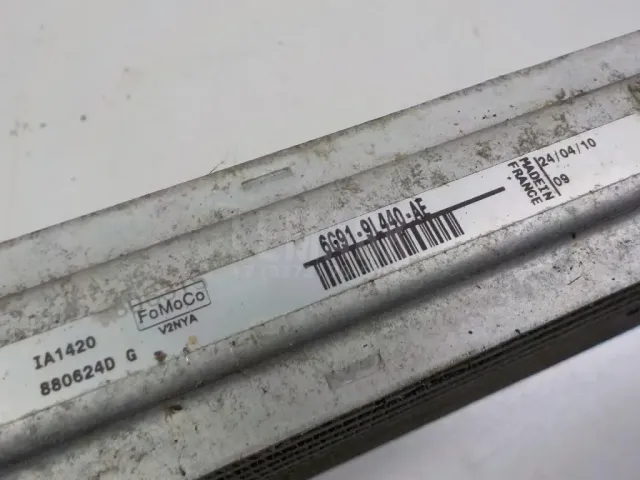 IA1420
880624D G
FoMoCo
V2NYA
6G91-9L440-AE
MADE IN
FRANCE
24/04/10
09